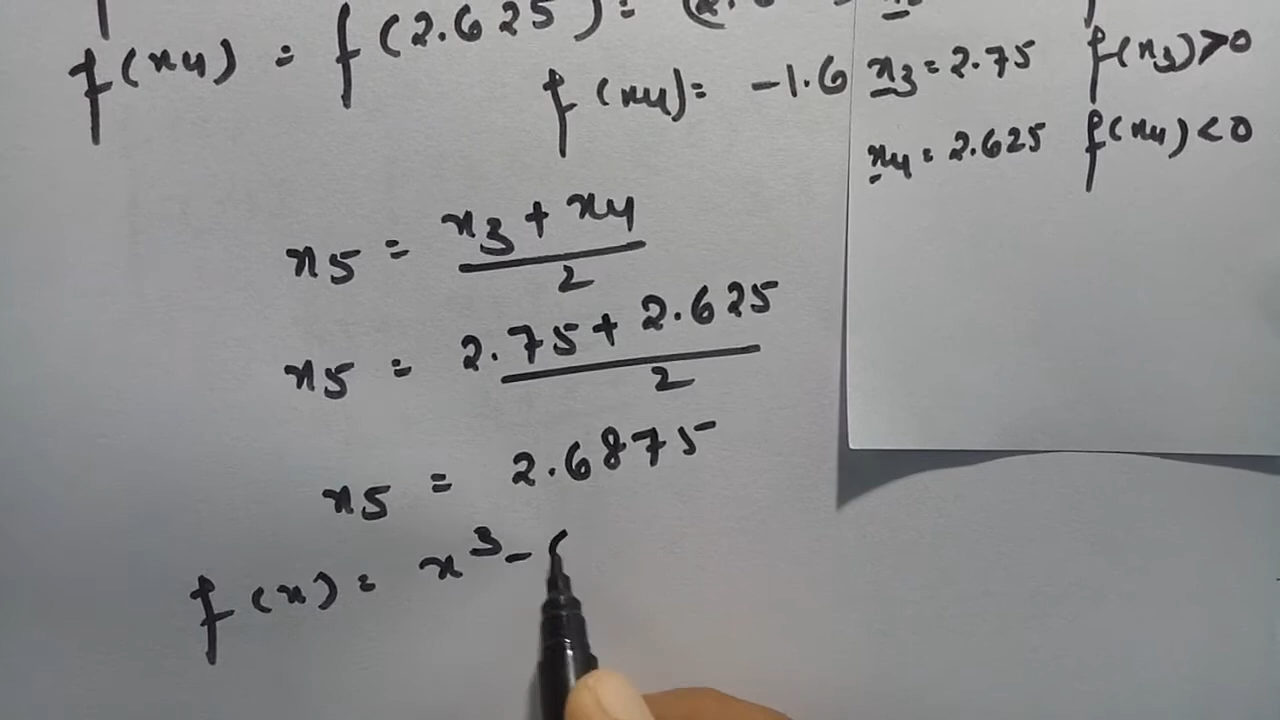 f(x4) = f(2.625) = (2.
f(x4) = -1.6
x5 = x3 + x4 / 2
x5 = 2.75 + 2.625 / 2
x5 = 2.6875
f(x) = x³ -
x3 = 2.75 f(x3) > 0
x4 = 2.625 f(x4) < 0